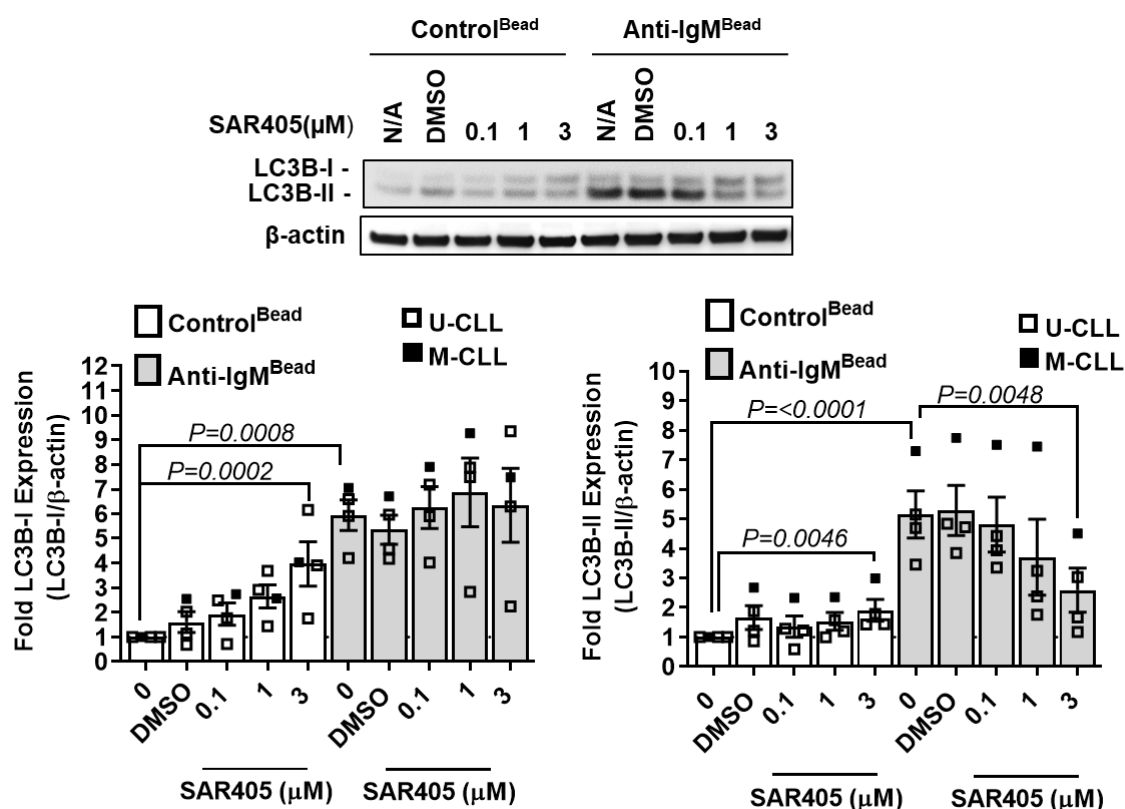 Control^Bead Anti-IgM^Bead
SAR405(µM) N/A DMSO 0.1 1 3 N/A DMSO 0.1 1 3
LC3B-I -
LC3B-II -
β-actin
Control^Bead U-CLL
Anti-IgM^Bead M-CLL
Fold LC3B-I Expression
(LC3B-I/β-actin)
12
11
10
9
8
7
6
5
4
3
2
1
0
P=0.0008
P=0.0002
0 DMSO 0.1 1 3 0 DMSO 0.1 1 3
SAR405 (µM) SAR405 (µM)
Control^Bead U-CLL
Anti-IgM^Bead M-CLL
Fold LC3B-II Expression
(LC3B-II/β-actin)
10
9
8
7
6
5
4
3
2
1
0
P=<0.0001
P=0.0048
P=0.0046
0 DMSO 0.1 1 3 0 DMSO 0.1 1 3
SAR405 (µM) SAR405 (µM)